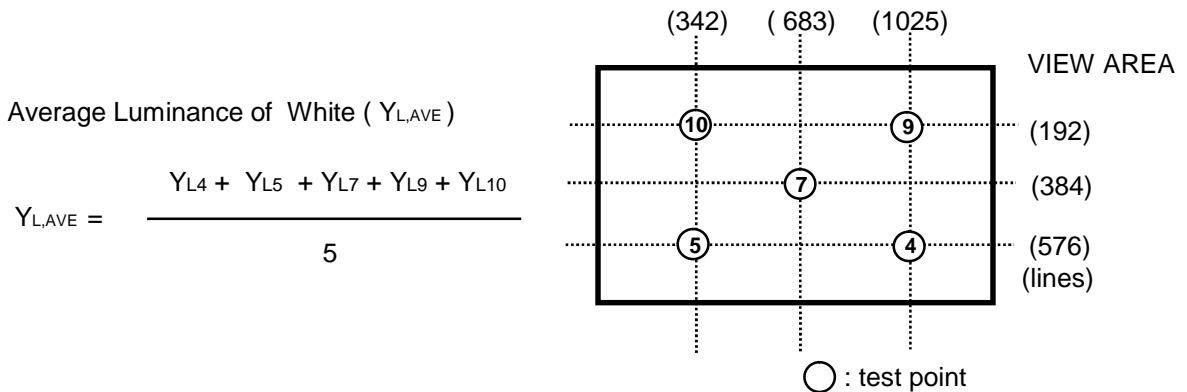 (342) ( 683) (1025)
VIEW AREA
Average Luminance of White ( YL,AVE )
10 9 (192)
YL4 + YL5 + YL7 + YL9 + YL10
7 (384)
YL,AVE =
5
5 4 (576)
(lines)
: test point